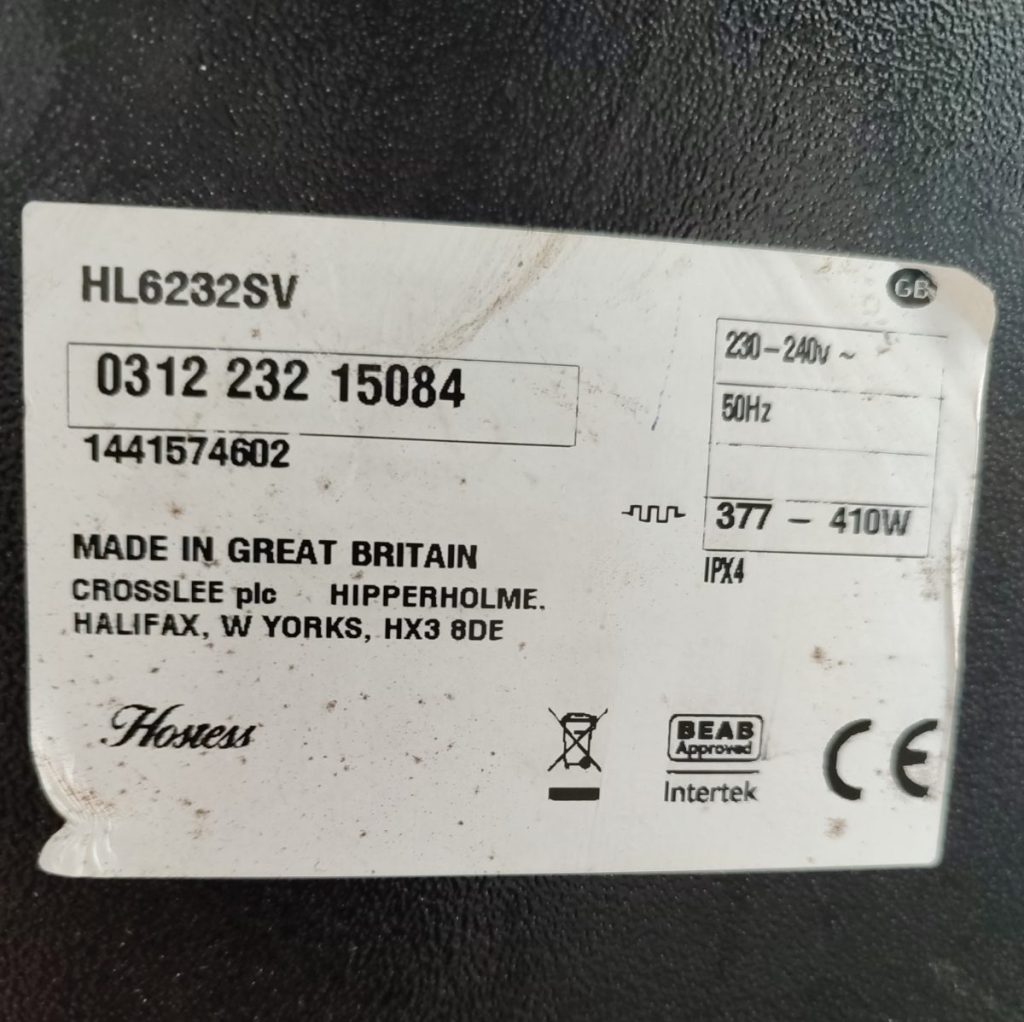 HL6232SV
GB
0312 232 15084
1441574602
230-240v ~
50Hz
377 - 410W
IPX4
MADE IN GREAT BRITAIN
CROSSLEE plc HIPPERHOLME.
HALIFAX, W YORKS, HX3 8DE
Hostess
BEAB
Approved
Intertek
CE